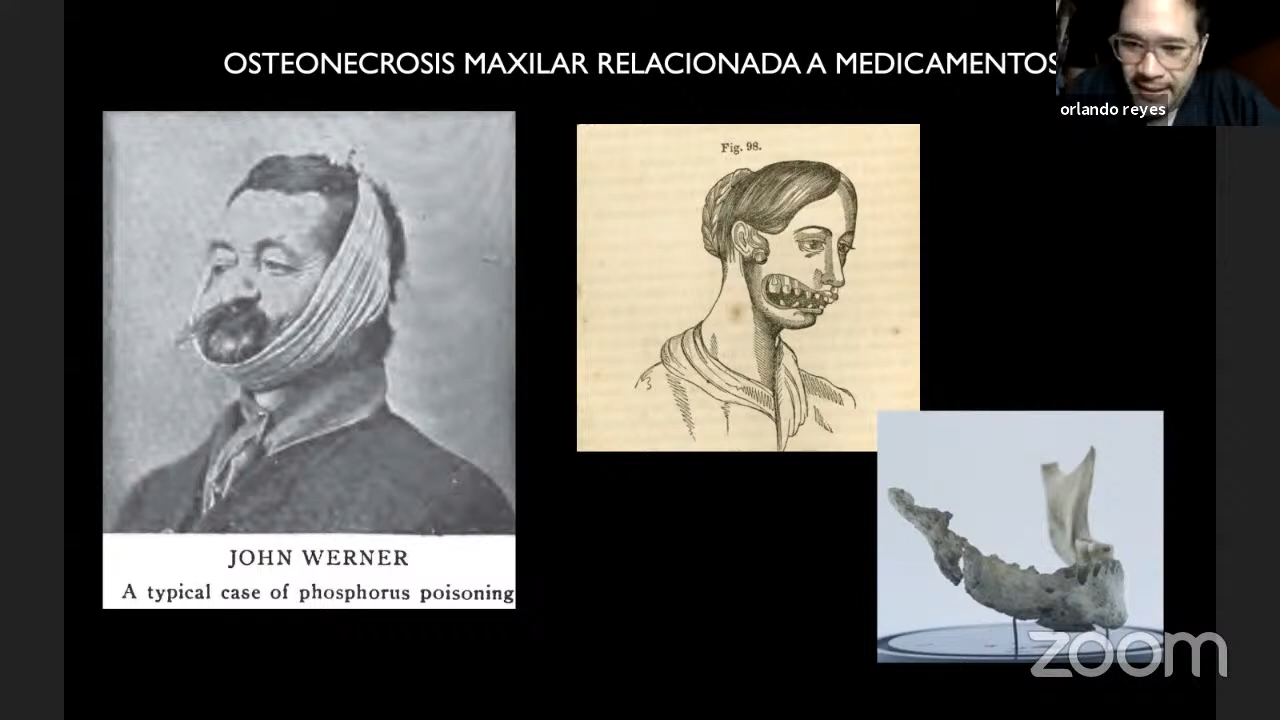 OSTEONECROSIS MAXILAR RELACIONADA A MEDICAMENTOS
orlando reyes
Fig. 98.
JOHN WERNER
A typical case of phosphorus poisoning
zoom